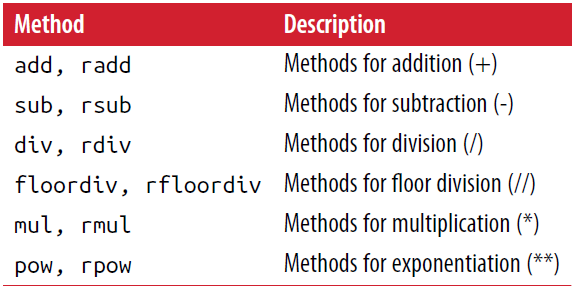 Method Description
add, radd Methods for addition (+)
sub, rsub Methods for subtraction (-)
div, rdiv Methods for division (/)
floordiv, rfloordiv Methods for floor division (//)
mul, rmul Methods for multiplication (*)
pow, rpow Methods for exponentiation (**)